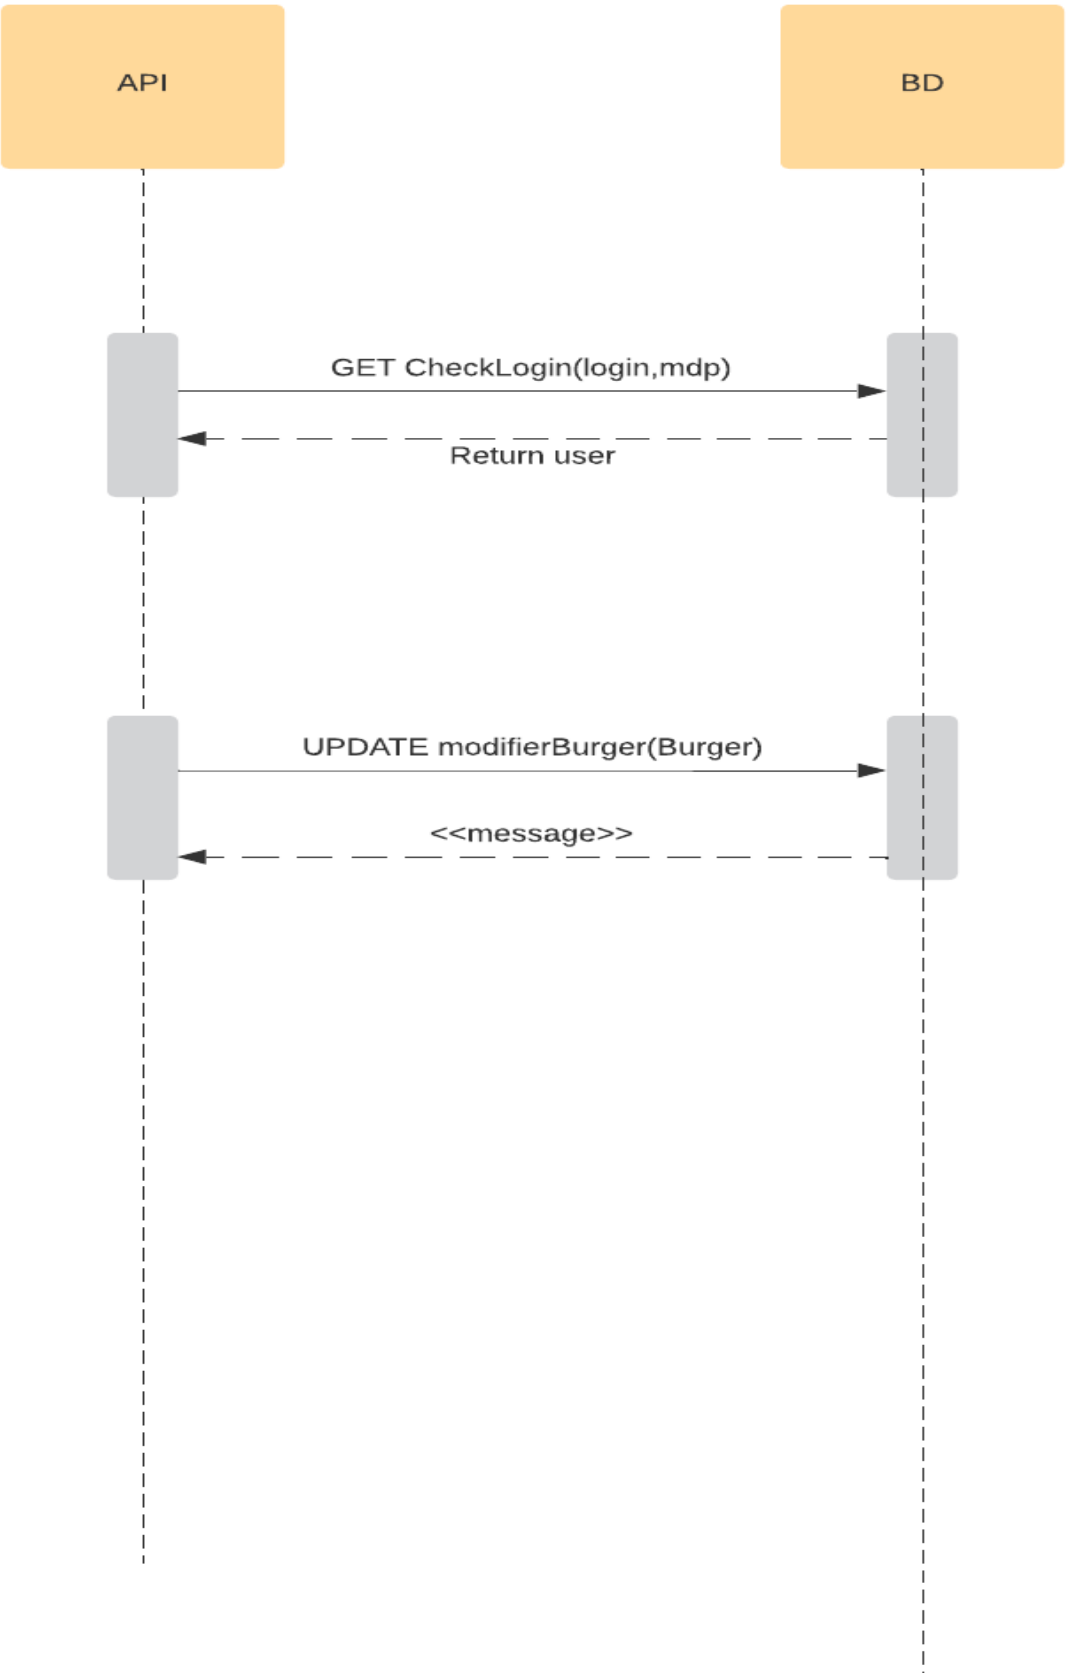 API
BD
GET CheckLogin(login,mdp)
Return user
UPDATE modifierBurger(Burger)
<<message>>